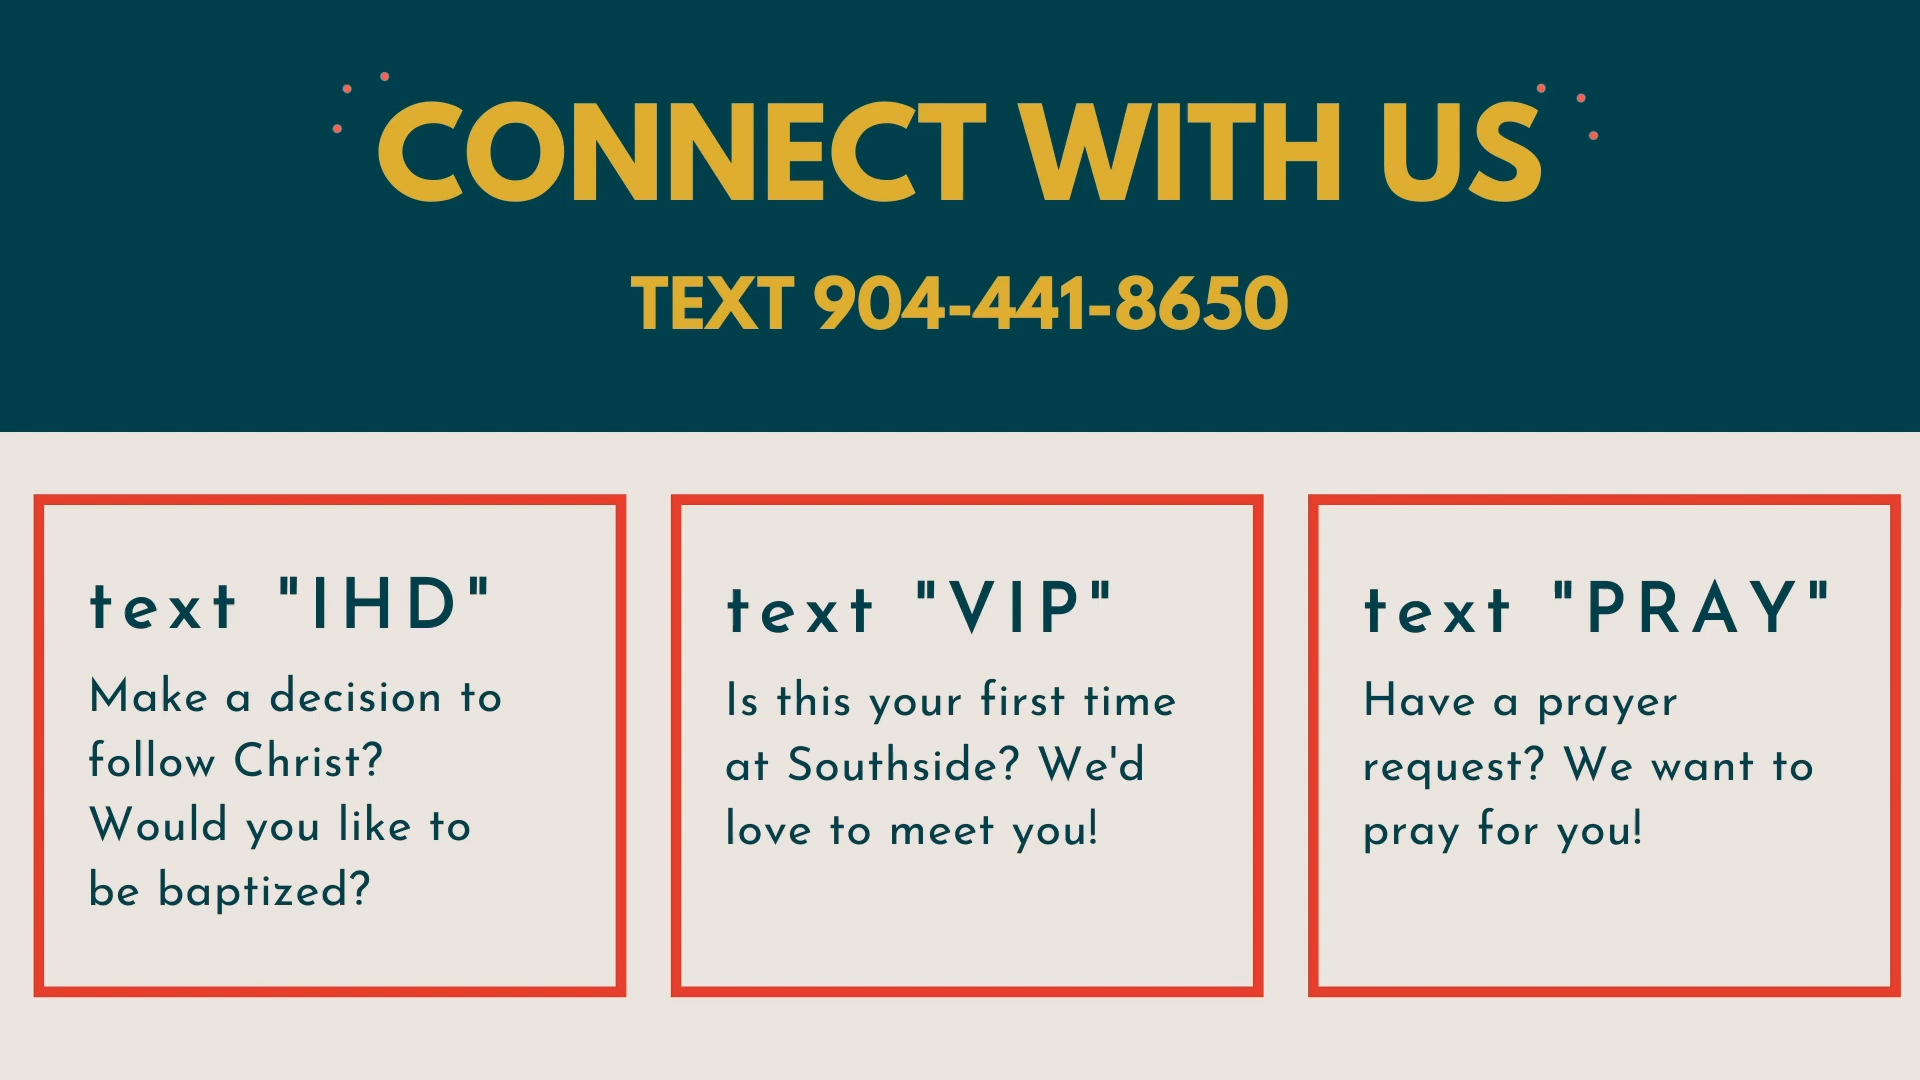 CONNECT WITH US
TEXT 904-441-8650
text "IHD"
Make a decision to
follow Christ?
Would you like to
be baptized?
text "VIP"
Is this your first time
at Southside? We'd
love to meet you!
text "PRAY"
Have a prayer
request? We want to
pray for you!